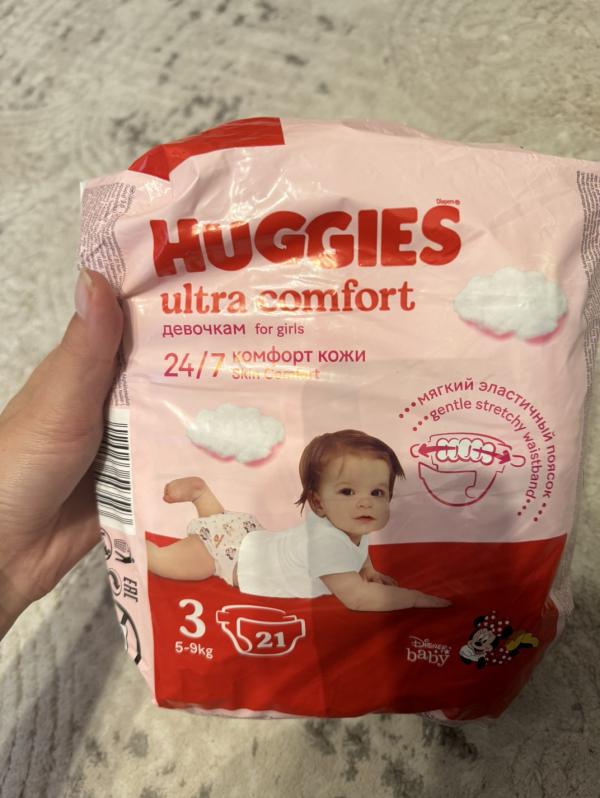 Diapers
HUGGIES
ultra comfort
девочкам for girls
24/7 комфорт кожи
Skin Comfort
мягкий эластичный поясок
gentle stretchy waistband
3
5-9kg
21
Disney
baby
EAC